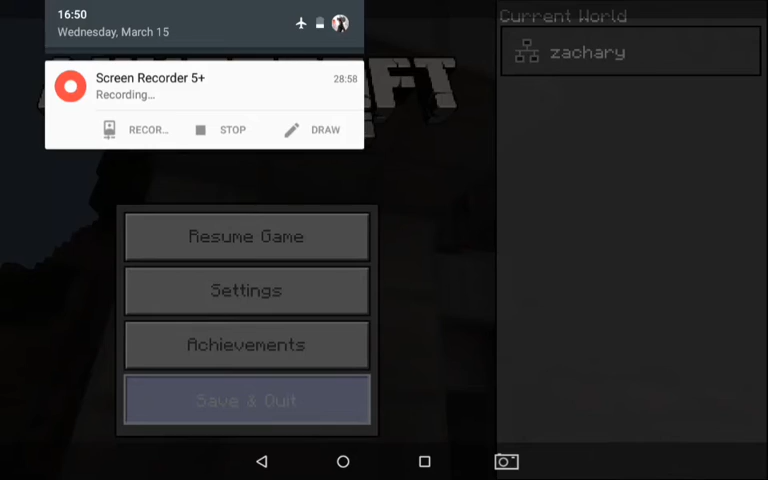 16:50
Wednesday, March 15
Screen Recorder 5+
28:58
Recording...
RECOR...
STOP
DRAW
Current World
zachary
Resume Game
Settings
Achievements
Save & Quit